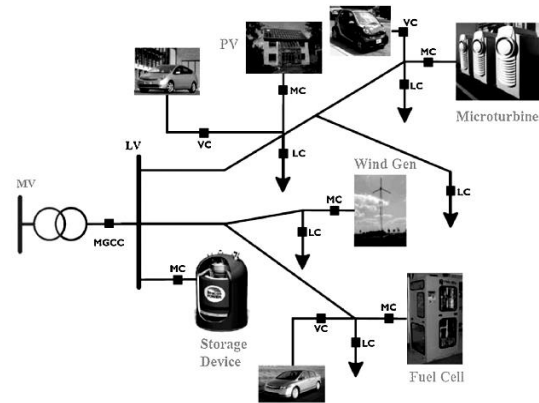 VC
PV
MC
MC
Microturbine
LC
VC
LV
LC
Wind Gen
LC
MV
MC
MGCC
LC
MC
Storage
Device
VC
MC
LC
Fuel Cell